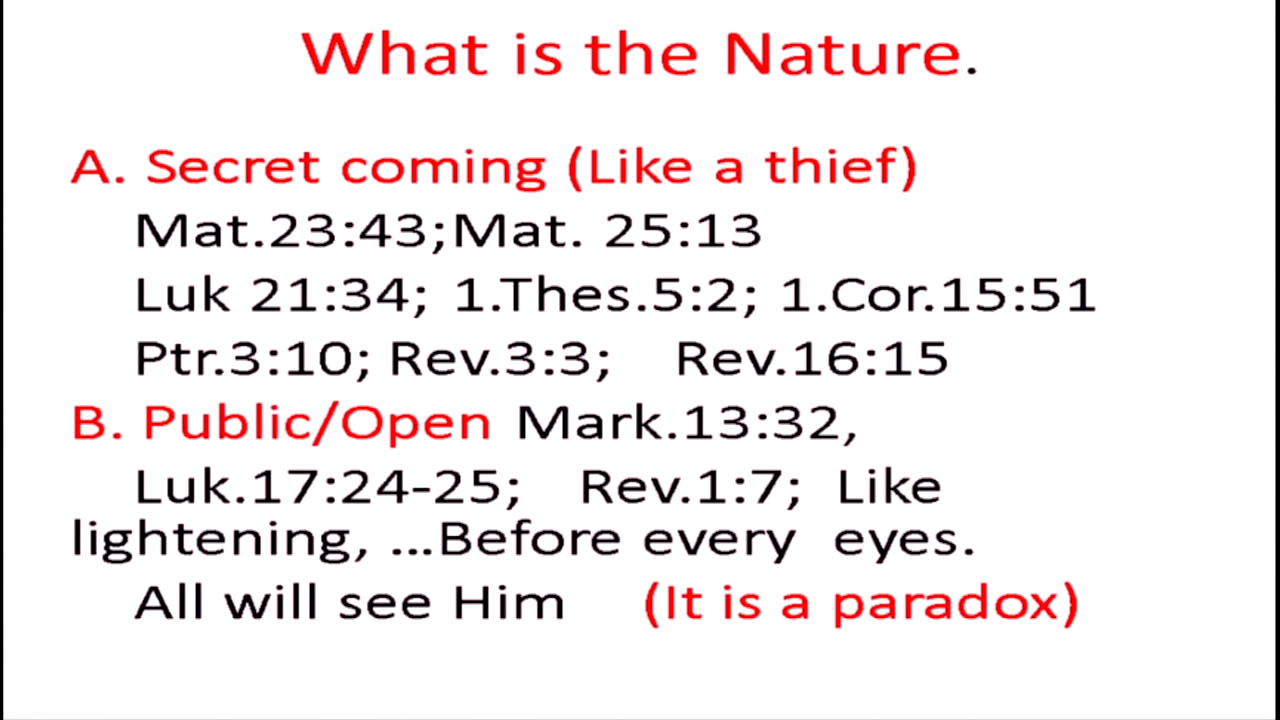 What is the Nature.
A. Secret coming (Like a thief)
Mat.23:43;Mat. 25:13
Luk 21:34; 1.Thes.5:2; 1.Cor.15:51
Ptr.3:10; Rev.3:3; Rev.16:15
B. Public/Open Mark.13:32,
Luk.17:24-25; Rev.1:7; Like
lightening, ...Before every eyes.
All will see Him (It is a paradox)